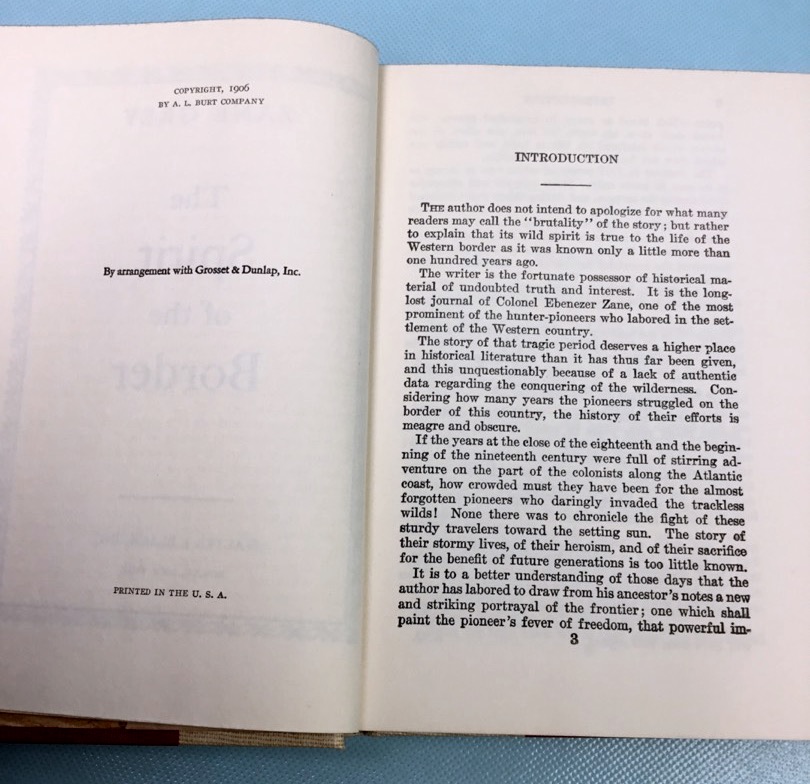 COPYRIGHT, 1906
BY A. L. BURT COMPANY
By arrangement with Grosset & Dunlap, Inc.
PRINTED IN THE U. S. A.
INTRODUCTION
THE author does not intend to apologize for what many
readers may call the "brutality" of the story; but rather
to explain that its wild spirit is true to the life of the
Western border as it was known only a little more than
one hundred years ago.
The writer is the fortunate possessor of historical ma-
terial of undoubted truth and interest. It is the long-
lost journal of Colonel Ebenezer Zane, one of the most
prominent of the hunter-pioneers who labored in the set-
tlement of the Western country.
The story of that tragic period deserves a higher place
in historical literature than it has thus far been given,
and this unquestionably because of a lack of authentic
data regarding the conquering of the wilderness. Con-
sidering how many years the pioneers struggled on the
border of this country, the history of their efforts is
meagre and obscure.
If the years at the close of the eighteenth and the begin-
ning of the nineteenth century were full of stirring ad-
venture on the part of the colonists along the Atlantic
coast, how crowded must they have been for the almost
forgotten pioneers who daringly invaded the trackless
wilds! None there was to chronicle the fight of these
sturdy travelers toward the setting sun. The story of
their stormy lives, of their heroism, and of their sacrifice
for the benefit of future generations is too little known.
It is to a better understanding of those days that the
author has labored to draw from his ancestor's notes a new
and striking portrayal of the frontier; one which shall
paint the pioneer's fever of freedom, that powerful im-
3
The
Spirit
of the
Border